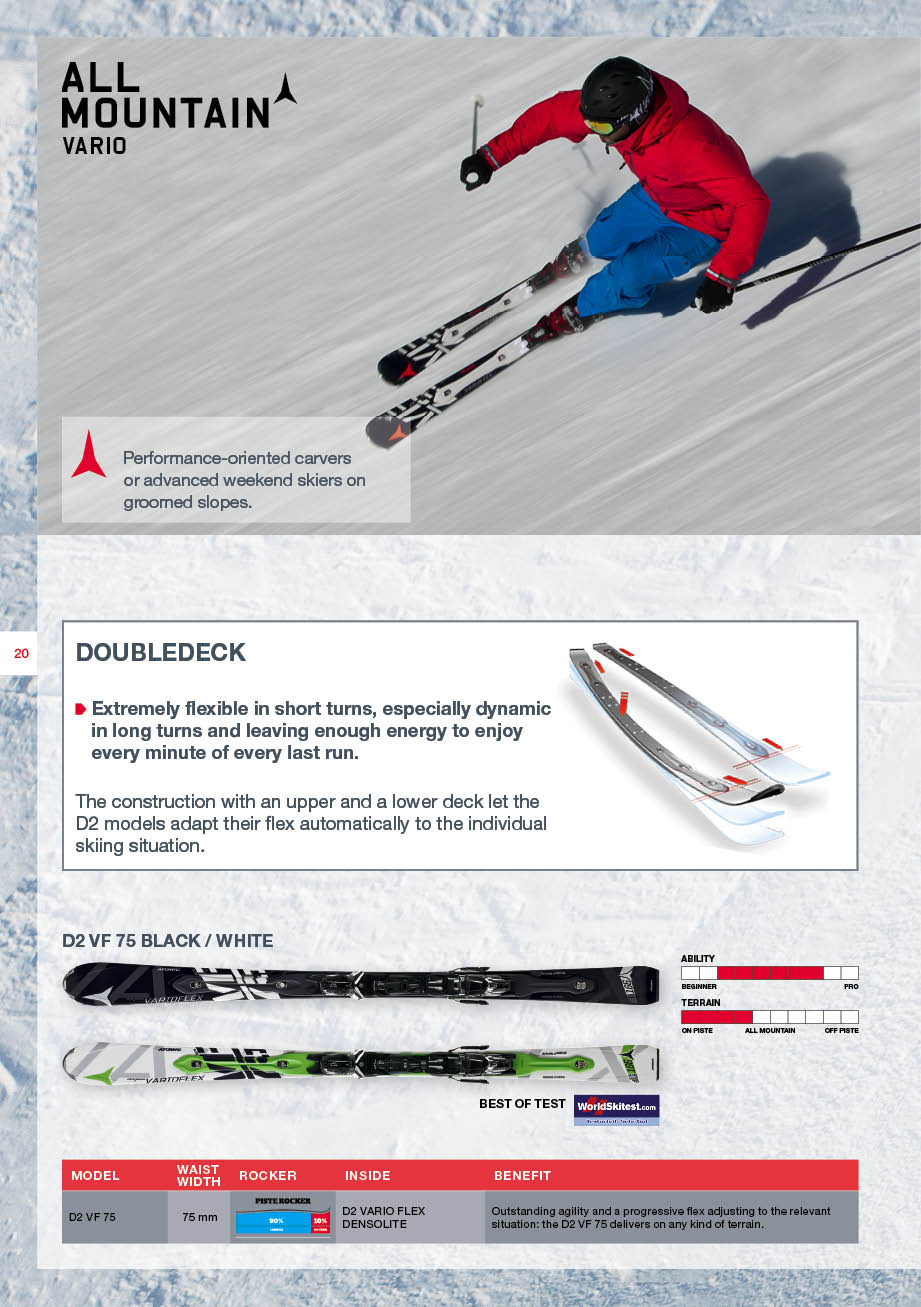 ALL
MOUNTAIN
VARIO
Performance-oriented carvers
or advanced weekend skiers on
groomed slopes.
20
DOUBLEDECK
Extremely flexible in short turns, especially dynamic
in long turns and leaving enough energy to enjoy
every minute of every last run.
The construction with an upper and a lower deck let the
D2 models adapt their flex automatically to the individual
skiing situation.
D2 VF 75 BLACK / WHITE
ATOMIC
VARIOFLEX
DOUBLEDECK
ABILITY
BEGINNER PRO
TERRAIN
ON PISTE ALL MOUNTAIN OFF PISTE
ATOMIC
VARIOFLEX
DOUBLEDECK
BEST OF TEST WorldSkitest.com
MODEL WAIST WIDTH ROCKER INSIDE BENEFIT
D2 VF 75 75 mm PISTE ROCKER 90% 10% D2 VARIO FLEX
DENSOLITE
Outstanding agility and a progressive flex adjusting to the relevant
situation: the D2 VF 75 delivers on any kind of terrain.